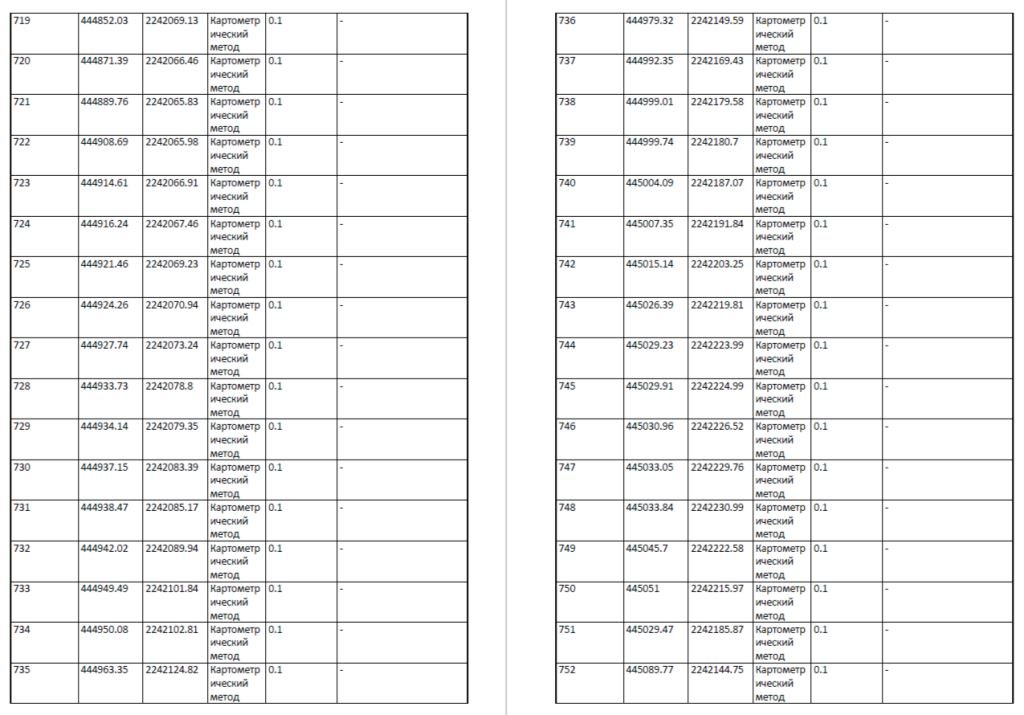 719 444852.03 2242069.13 Картометр 0.1 -
ический
метод
720 444871.39 2242066.46 Картометр 0.1 -
ический
метод
721 444889.76 2242065.83 Картометр 0.1 -
ический
метод
722 444908.69 2242065.98 Картометр 0.1 -
ический
метод
723 444914.61 2242066.91 Картометр 0.1 -
ический
метод
724 444916.24 2242067.46 Картометр 0.1 -
ический
метод
725 444921.46 2242069.23 Картометр 0.1 -
ический
метод
726 444924.26 2242070.94 Картометр 0.1 -
ический
метод
727 444927.74 2242073.24 Картометр 0.1 -
ический
метод
728 444933.73 2242078.8 Картометр 0.1 -
ический
метод
729 444934.14 2242079.35 Картометр 0.1 -
ический
метод
730 444937.15 2242083.39 Картометр 0.1 -
ический
метод
731 444938.47 2242085.17 Картометр 0.1 -
ический
метод
732 444942.02 2242089.94 Картометр 0.1 -
ический
метод
733 444949.49 2242101.84 Картометр 0.1 -
ический
метод
734 444950.08 2242102.81 Картометр 0.1 -
ический
метод
735 444963.35 2242124.82 Картометр 0.1 -
ический
метод
736 444979.32 2242149.59 Картометр 0.1 -
ический
метод
737 444992.35 2242169.43 Картометр 0.1 -
ический
метод
738 444999.01 2242179.58 Картометр 0.1 -
ический
метод
739 444999.74 2242180.7 Картометр 0.1 -
ический
метод
740 445004.09 2242187.07 Картометр 0.1 -
ический
метод
741 445007.35 2242191.84 Картометр 0.1 -
ический
метод
742 445015.14 2242203.25 Картометр 0.1 -
ический
метод
743 445026.39 2242219.81 Картометр 0.1 -
ический
метод
744 445029.23 2242223.99 Картометр 0.1 -
ический
метод
745 445029.91 2242224.99 Картометр 0.1 -
ический
метод
746 445030.96 2242226.52 Картометр 0.1 -
ический
метод
747 445033.05 2242229.76 Картометр 0.1 -
ический
метод
748 445033.84 2242230.99 Картометр 0.1 -
ический
метод
749 445045.7 2242222.58 Картометр 0.1 -
ический
метод
750 445051 2242215.97 Картометр 0.1 -
ический
метод
751 445029.47 2242185.87 Картометр 0.1 -
ический
метод
752 445089.77 2242144.75 Картометр 0.1 -
ический
метод